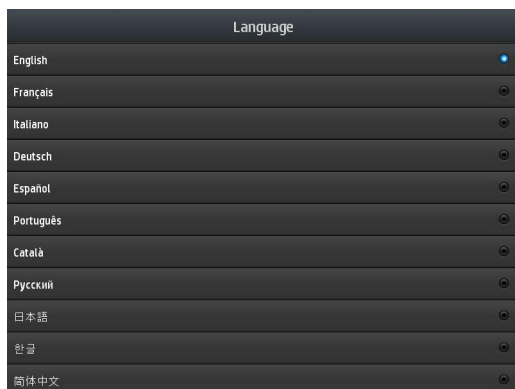 Language
English
Français
Italiano
Deutsch
Español
Português
Català
Русский
日本語
한글
简体中文